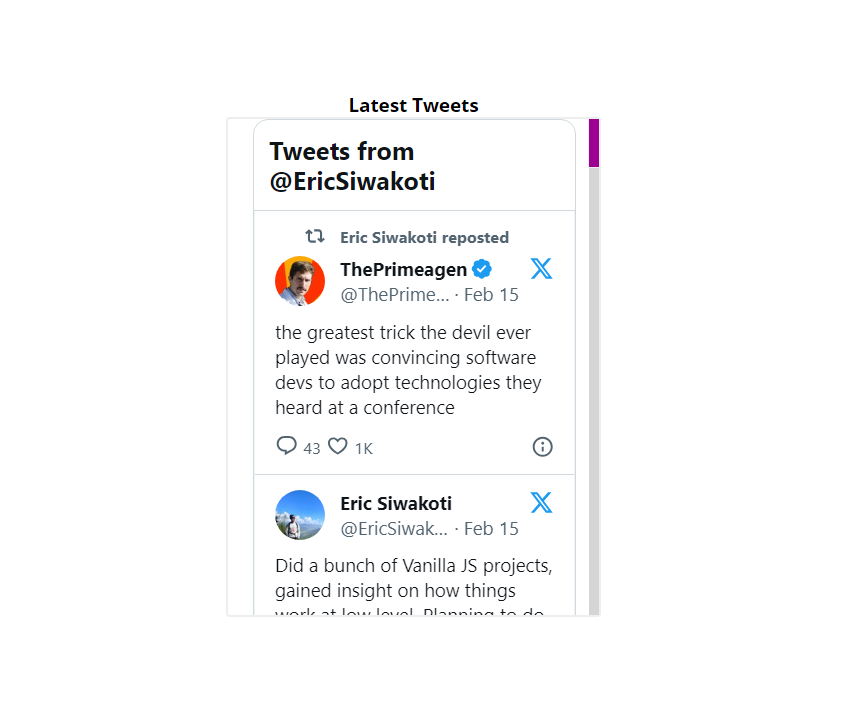 Latest Tweets
Tweets from
@EricSiwakoti
Eric Siwakoti reposted
ThePrimeagen
@ThePrime... · Feb 15
the greatest trick the devil ever
played was convincing software
devs to adopt technologies they
heard at a conference
43 1K
Eric Siwakoti
@EricSiwak... · Feb 15
Did a bunch of Vanilla JS projects,
gained insight on how things
work at low level. Planning to do